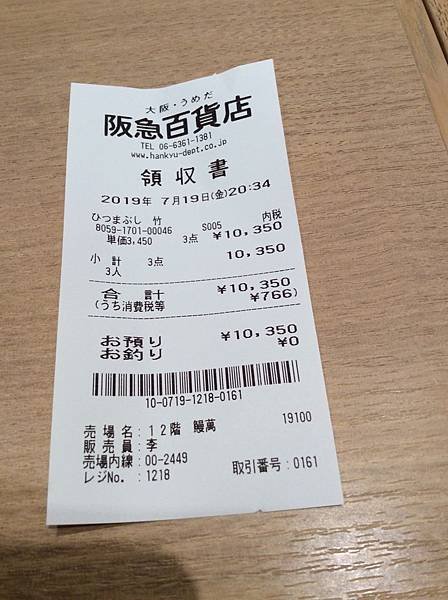 大阪・うめだ
阪急百貨店
TEL 06-6361-1381
www.hankyu-dept.co.jp
領収書
2019年 7月19日(金)20:34
ひつまぶし 竹 S005 内税
8059-1701-00046
単価3,450 3点 ¥10,350
小計 3点 10,350
3人
合計 ¥10,350
(うち消費税等 ¥766)
お預り ¥10,350
お釣り ¥0
10-0719-1218-0161
19100
売場名:12階 鰻萬
販売員:李
売場内線:00-2449
レジNo. :1218 取引番号:0161